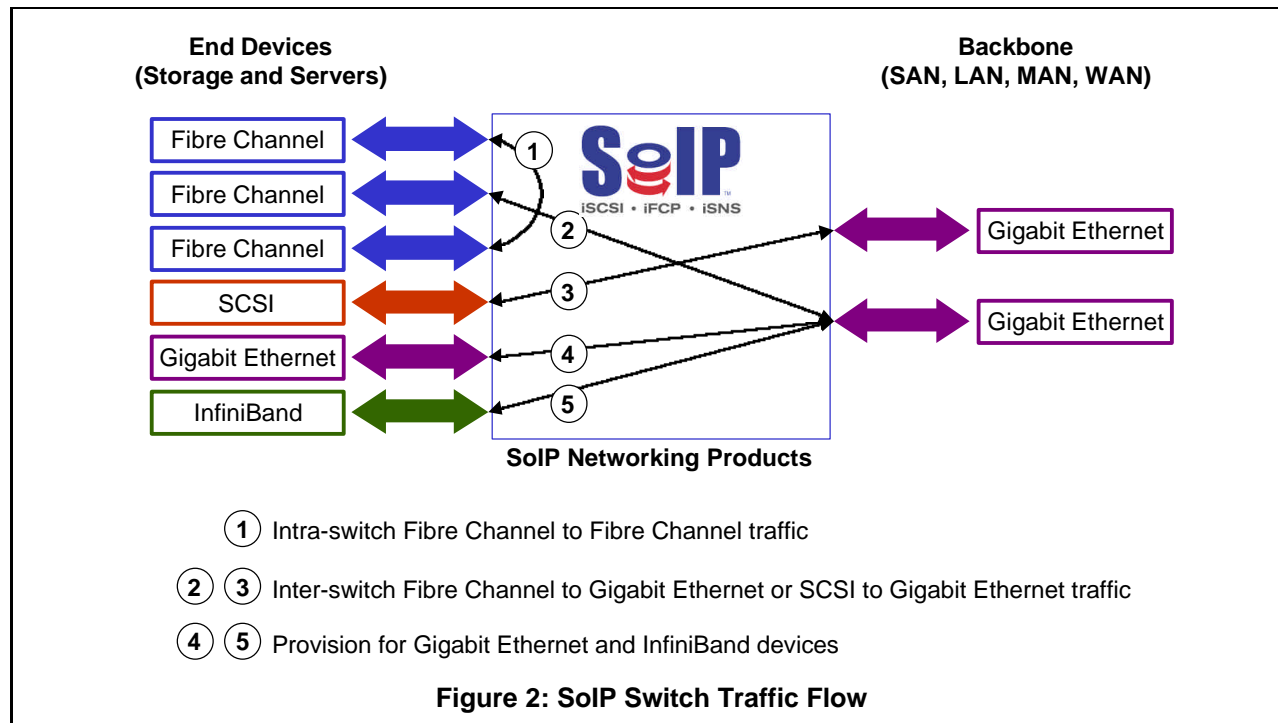 End Devices
(Storage and Servers)
Backbone
(SAN, LAN, MAN, WAN)
Fibre Channel
Fibre Channel
Fibre Channel
SCSI
Gigabit Ethernet
InfiniBand
1
2
3
4
5
SoIP™
iSCSI • iFCP • iSNS
Gigabit Ethernet
Gigabit Ethernet
SoIP Networking Products
1 Intra-switch Fibre Channel to Fibre Channel traffic
2 3 Inter-switch Fibre Channel to Gigabit Ethernet or SCSI to Gigabit Ethernet traffic
4 5 Provision for Gigabit Ethernet and InfiniBand devices
Figure 2: SoIP Switch Traffic Flow